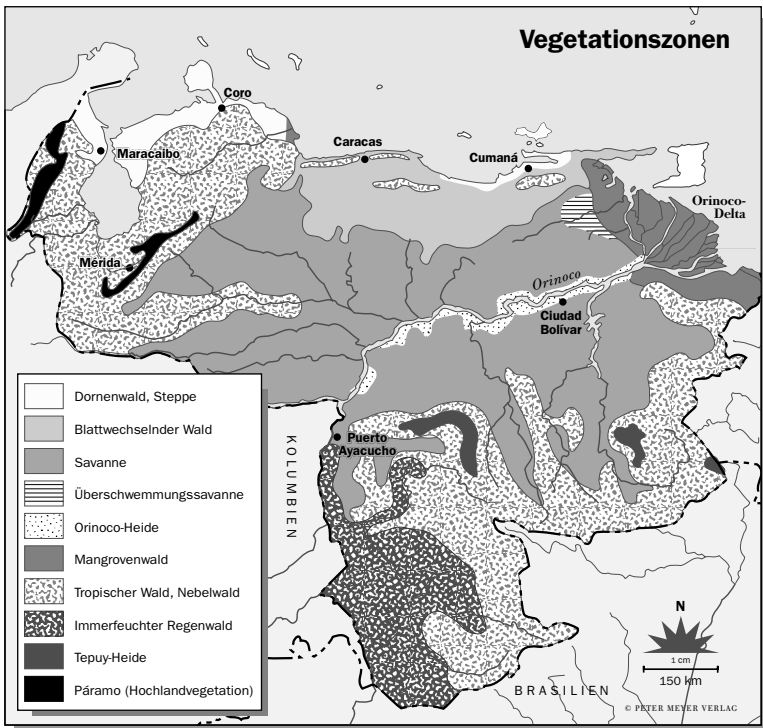 Vegetationszonen
Coro
Maracaibo
Caracas
Cumaná
Orinoco-
Delta
Mérida
Orinoco
Ciudad
Bolívar
Puerto
Ayacucho
KOLUMBIEN
Dornenwald, Steppe
Blattwechselnder Wald
Savanne
Überschwemmungssavanne
Orinoco-Heide
Mangrovenwald
Tropischer Wald, Nebelwald
Immerfeuchter Regenwald
Tepuy-Heide
Páramo (Hochlandvegetation)
N
1 cm
150 km
BRASILIEN
© PETER MEYER VERLAG